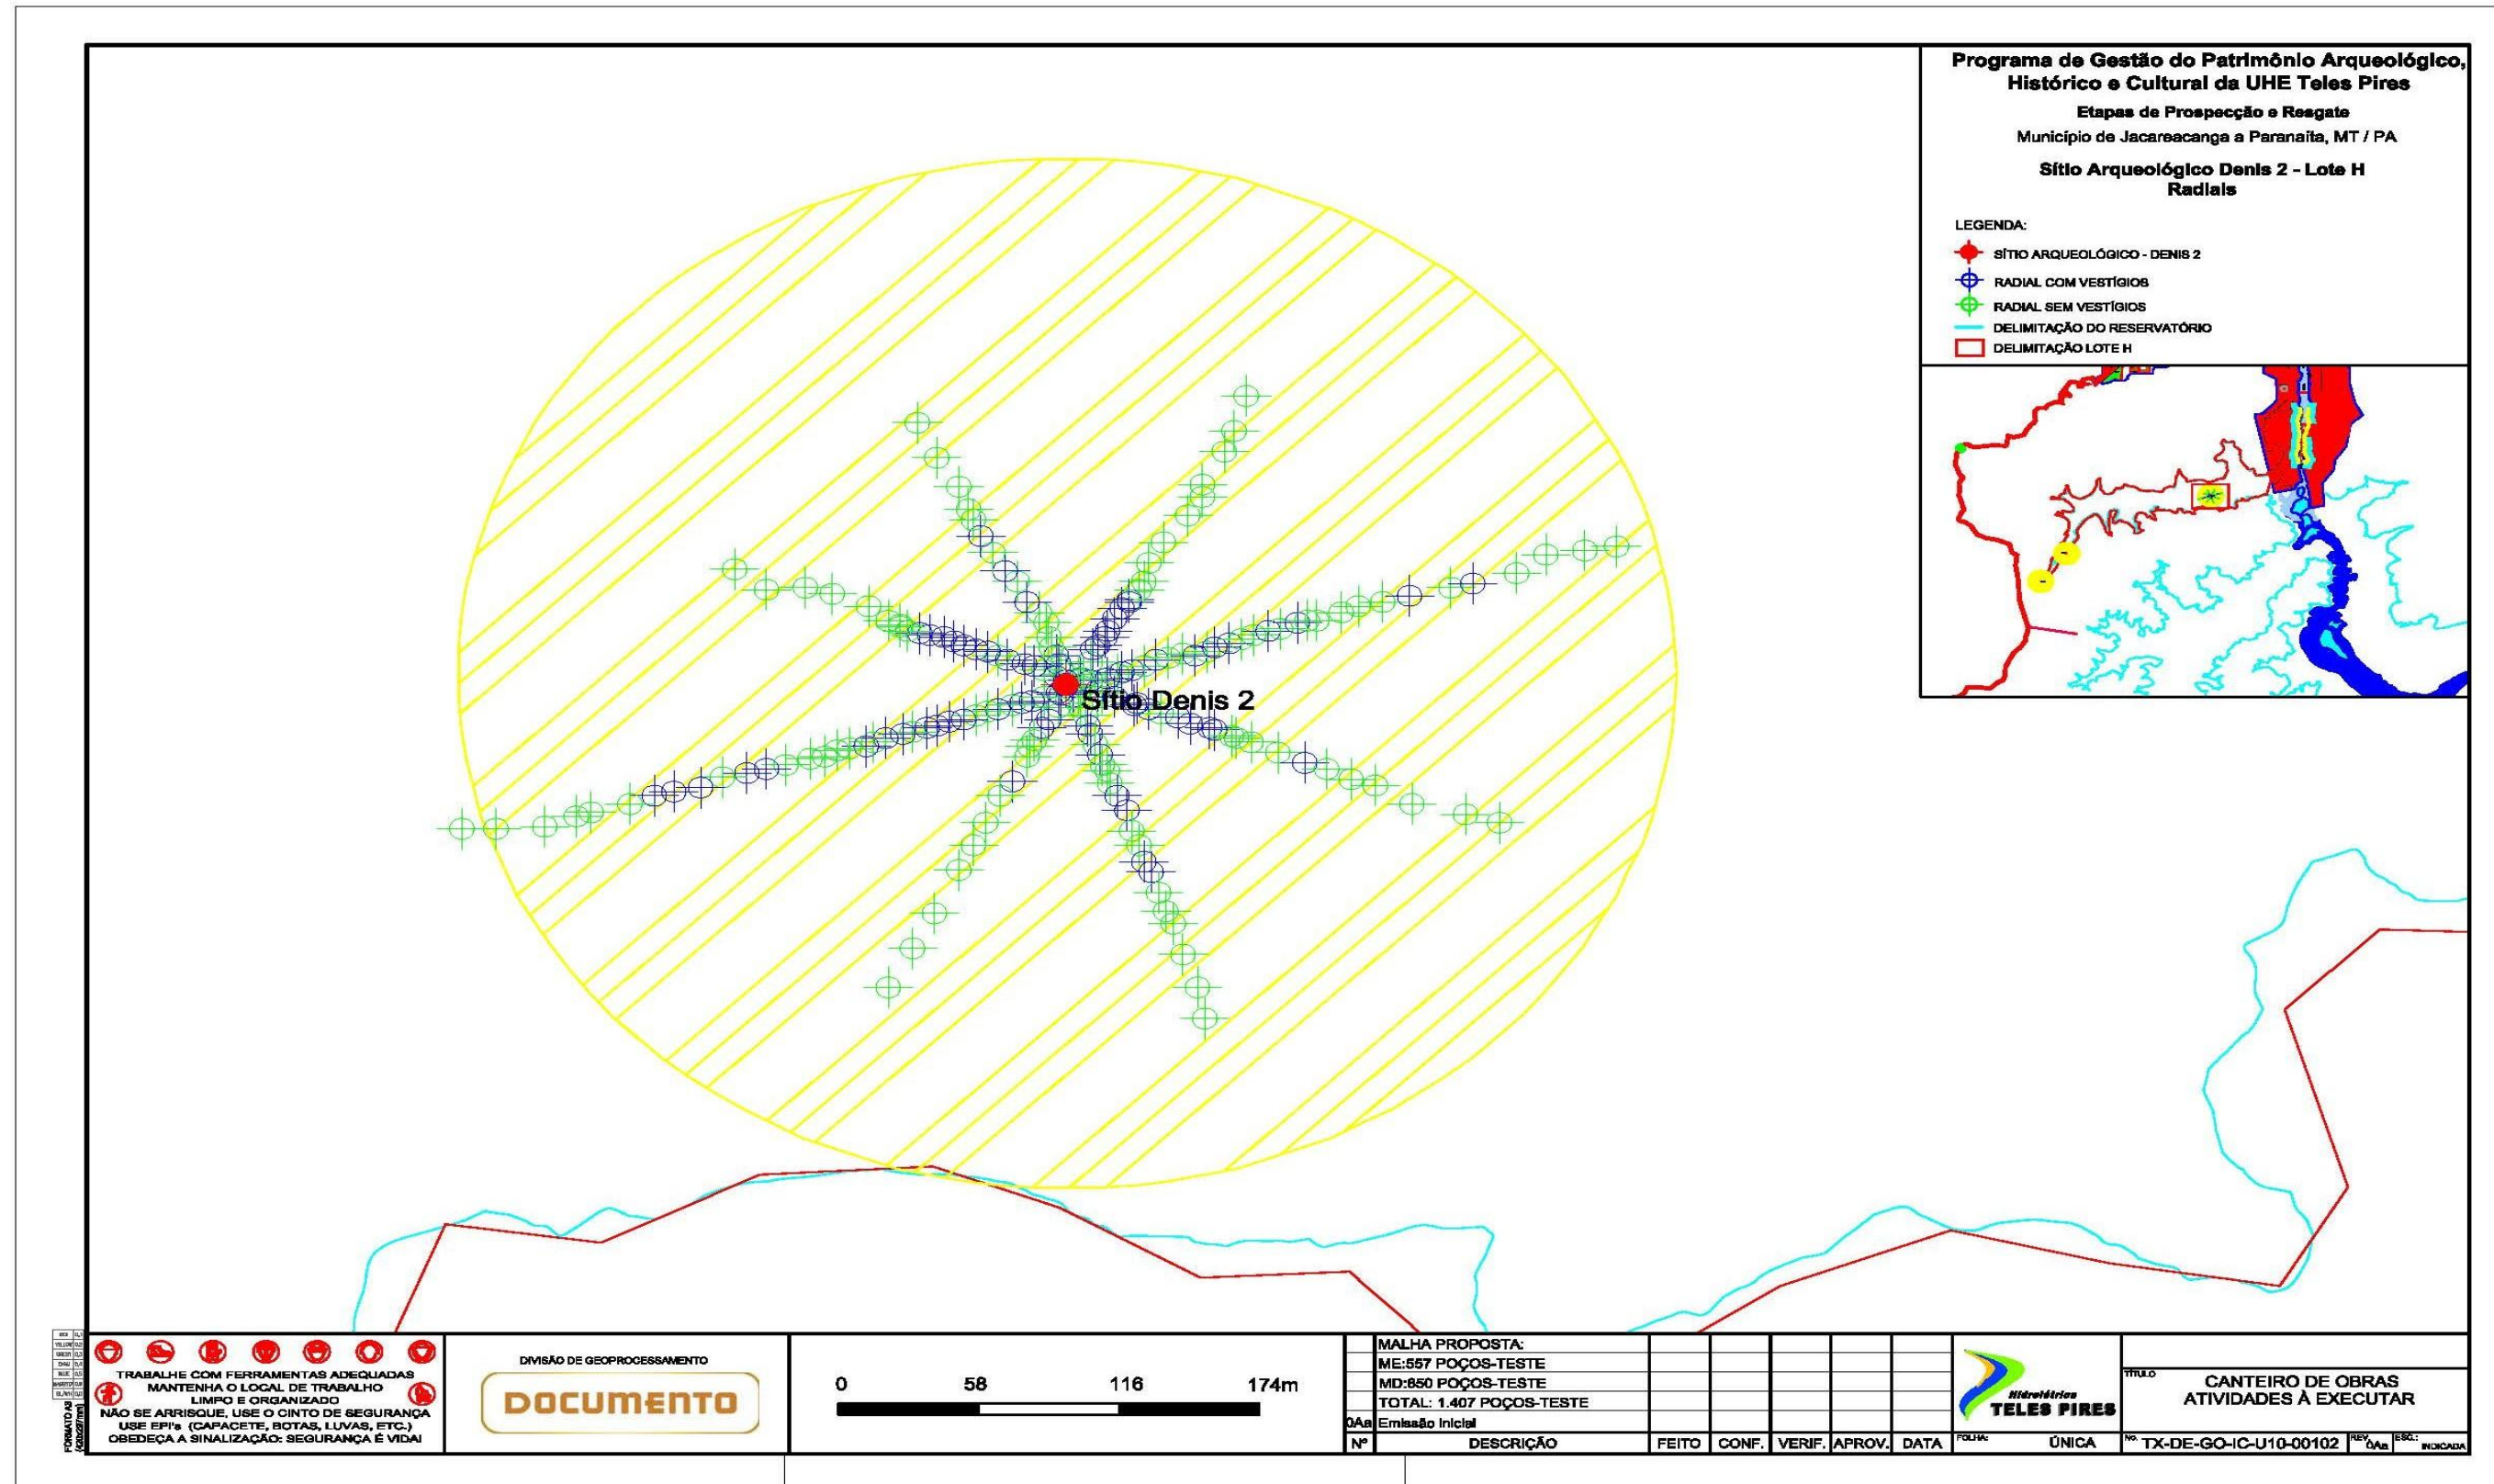 Programa de Gestão do Patrimônio Arqueológico,
Histórico e Cultural da UHE Teles Pires
Etapas de Prospecção e Resgate
Município de Jacareacanga a Paranaíta, MT / PA
Sítio Arqueológico Denis 2 - Lote H
Radiais
LEGENDA:
SÍTIO ARQUEOLÓGICO - DENIS 2
RADIAL COM VESTÍGIOS
RADIAL SEM VESTÍGIOS
DELIMITAÇÃO DO RESERVATÓRIO
DELIMITAÇÃO LOTE H
Sítio Denis 2
TRABALHE COM FERRAMENTAS ADEQUADAS
MANTENHA O LOCAL DE TRABALHO
LIMPO E ORGANIZADO
NÃO SE ARRISQUE, USE O CINTO DE SEGURANÇA
USE EPI's (CAPACETE, BOTAS, LUVAS, ETC.)
OBEDEÇA A SINALIZAÇÃO: SEGURANÇA É VIDA!
DIVISÃO DE GEOPROCESSAMENTO
DOCUMENTO
0 58 116 174m
MALHA PROPOSTA:
ME:557 POÇOS-TESTE
MD:850 POÇOS-TESTE
TOTAL: 1.407 POÇOS-TESTE
0Aa Emissão Inicial
Nº DESCRIÇÃO FEITO CONF. VERIF. APROV. DATA
Hidrelétrica
TELES PIRES
FOLHA: ÚNICA
TÍTULO
CANTEIRO DE OBRAS
ATIVIDADES À EXECUTAR
No. TX-DE-GO-IC-U10-00102 REV. 0Aa ESC.: INDICADA
FORMATO A3